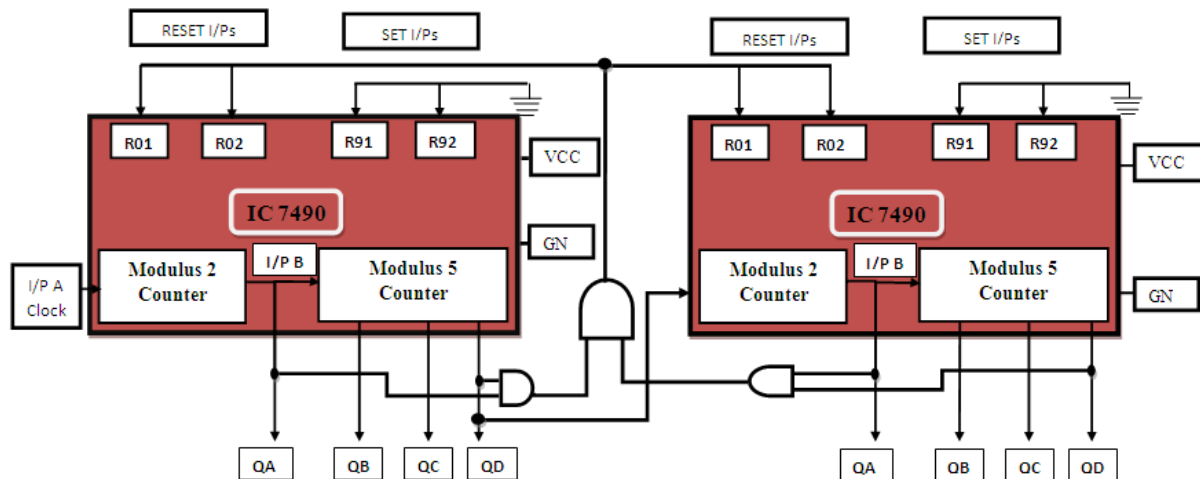 RESET I/Ps
SET I/Ps
RESET I/Ps
SET I/Ps
R01
R02
R91
R92
VCC
IC 7490
GN
I/P B
Modulus 2
Counter
Modulus 5
Counter
I/P A
Clock
R01
R02
R91
R92
VCC
IC 7490
GN
I/P B
Modulus 2
Counter
Modulus 5
Counter
QA
QB
QC
QD
QA
QB
QC
QD